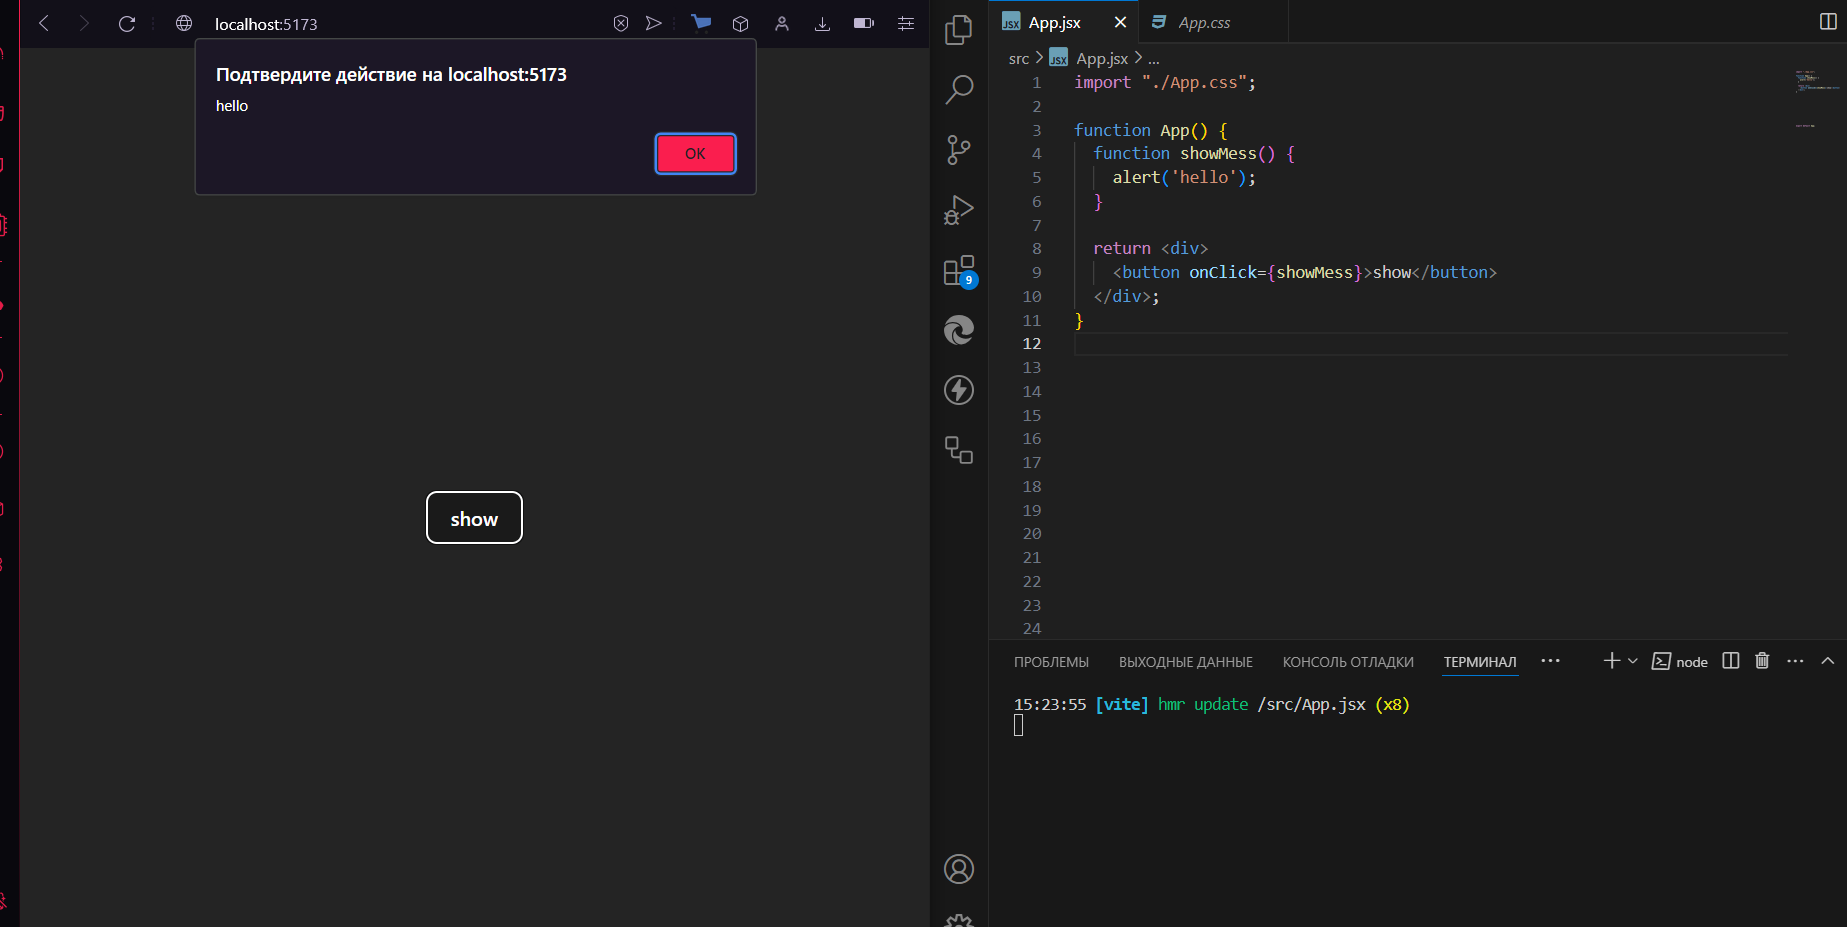 localhost:5173
Подтвердите действие на localhost:5173
hello
OK
show
App.jsx
App.css
src > App.jsx > ...
1 import "./App.css";
2
3 function App() {
4 function showMess() {
5 alert('hello');
6 }
7
8 return <div>
9 <button onClick={showMess}>show</button>
10 </div>;
11 }
12
13
14
15
16
17
18
19
20
21
22
23
24
9
ПРОБЛЕМЫ ВЫХОДНЫЕ ДАННЫЕ КОНСОЛЬ ОТЛАДКИ ТЕРМИНАЛ ... node ...
15:23:55 [vite] hmr update /src/App.jsx (x8)